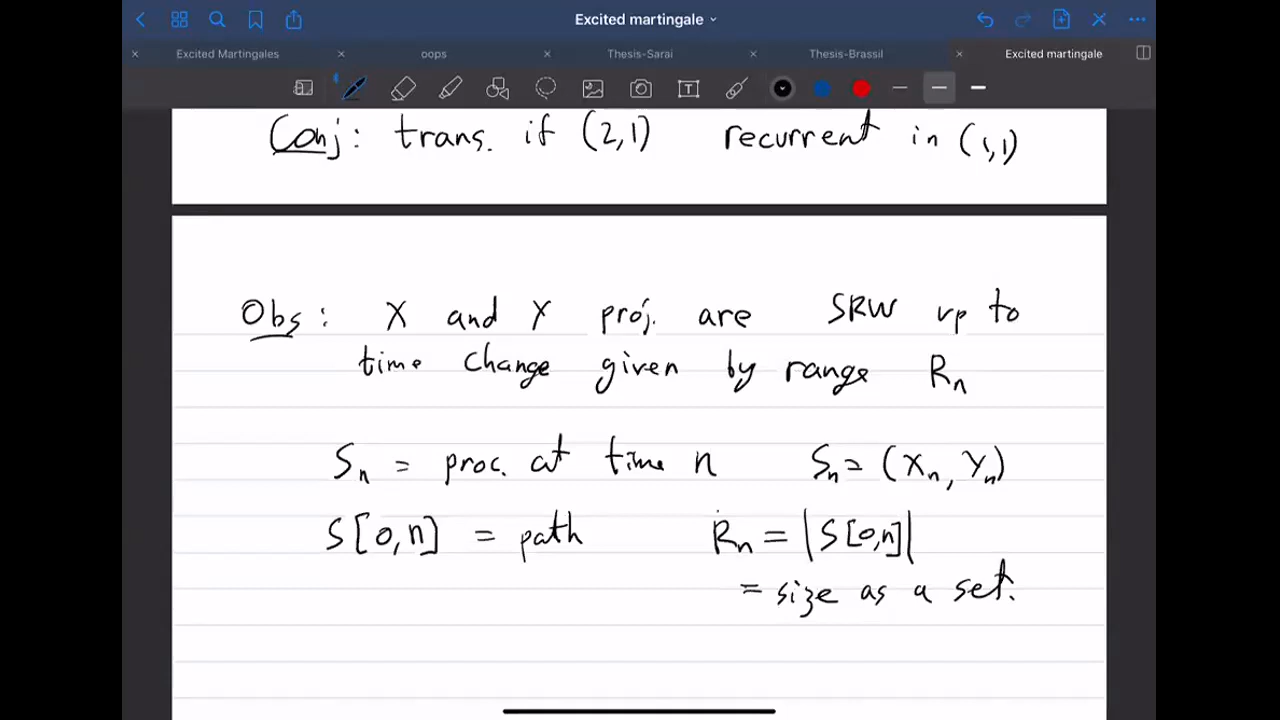 Excited martingale
Excited Martingales
oops
Thesis-Sarai
Thesis-Brassil
Excited martingale
Conj: trans. if (2,1) recurrent in (1,1)
Obs: X and Y proj. are SRW up to
time change given by range Rₙ
Sₙ = proc. at time n Sₙ = (Xₙ, Yₙ)
S[0,n] = path Rₙ = |S[0,n]|
= size as a set.